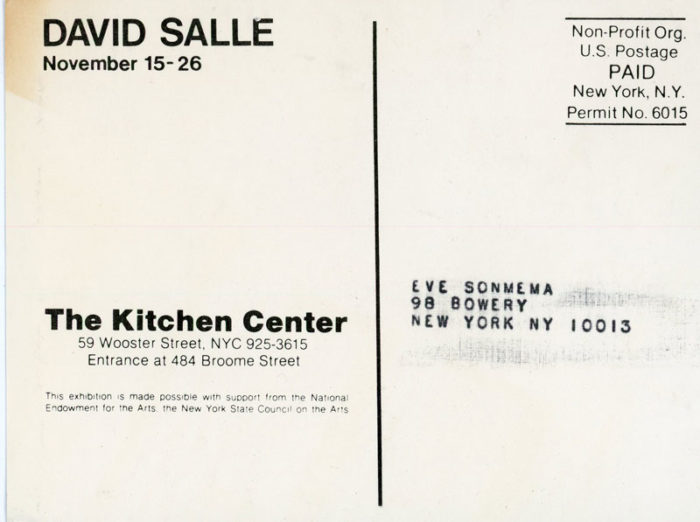 DAVID SALLE
November 15-26
Non-Profit Org.
U.S. Postage
PAID
New York, N.Y.
Permit No. 6015
EVE SONMEMA
98 BOWERY
NEW YORK NY 10013
The Kitchen Center
59 Wooster Street, NYC 925-3615
Entrance at 484 Broome Street
This exhibition is made possible with support from the National
Endowment for the Arts. the New York State Council on the Arts